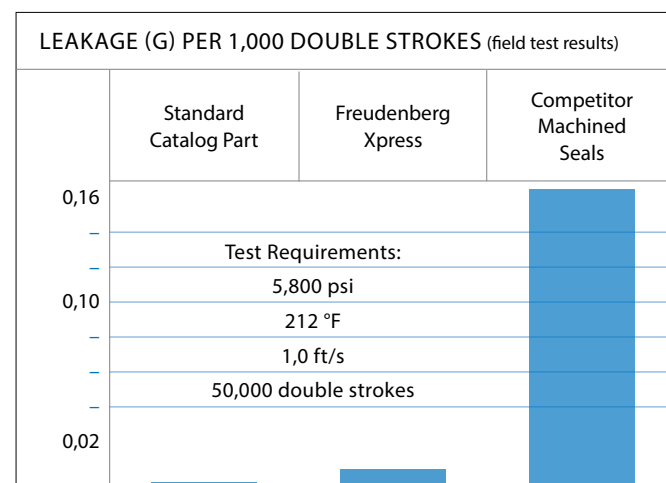 LEAKAGE (G) PER 1,000 DOUBLE STROKES (field test results)
Standard
Catalog Part
Freudenberg
Xpress
Competitor
Machined
Seals
0,16
–
Test Requirements:
–
5,800 psi
0,10
212 °F
–
1,0 ft/s
–
50,000 double strokes
–
0,02